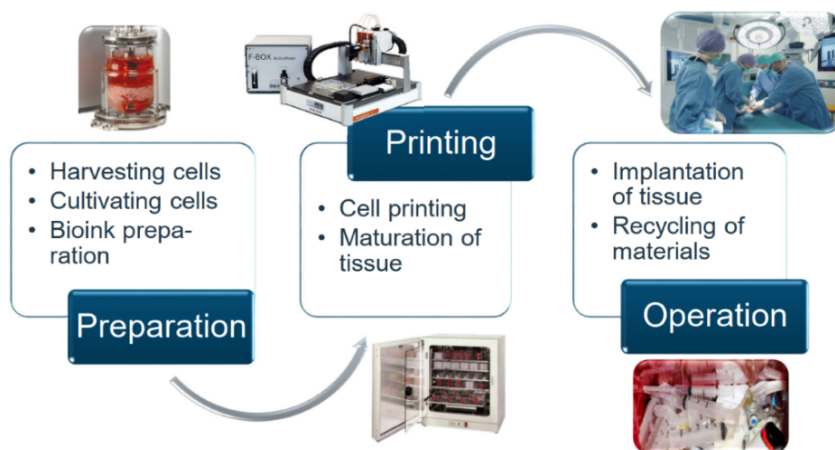 F-BOX
• Harvesting cells
• Cultivating cells
• Bioink prepa-
ration
Preparation
Printing
• Cell printing
• Maturation of
tissue
• Implantation
of tissue
• Recycling of
materials
Operation